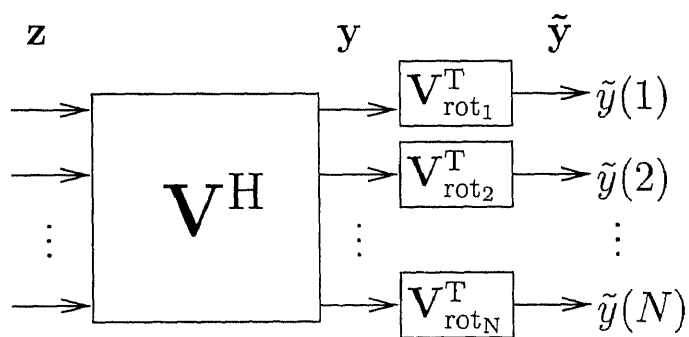 z y ỹ
V^T_rot1 ỹ(1)
V^H V^T_rot2 ỹ(2)
⋮ ⋮ ⋮
V^T_rotN ỹ(N)